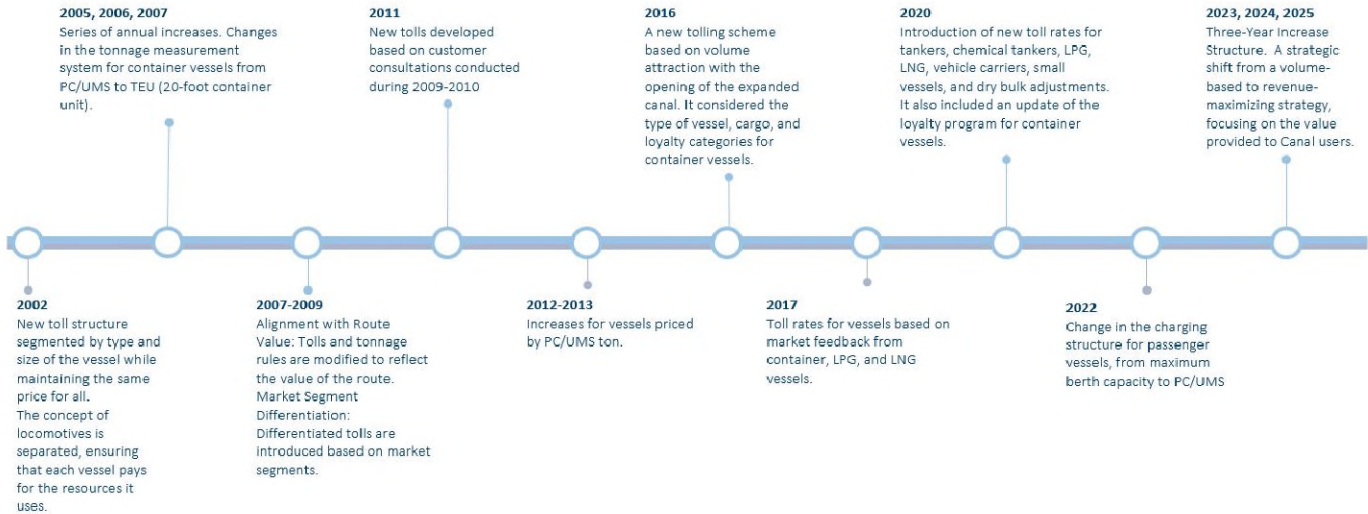 2005, 2006, 2007
Series of annual increases. Changes
in the tonnage measurement
system for container vessels from
PC/UMS to TEU (20-foot container
unit).
2011
New tolls developed
based on customer
consultations conducted
during 2009-2010
2016
A new tolling scheme
based on volume
attraction with the
opening of the expanded
canal. It considered the
type of vessel, cargo, and
loyalty categories for
container vessels.
2020
Introduction of new toll rates for
tankers, chemical tankers, LPG,
LNG, vehicle carriers, small
vessels, and dry bulk adjustments.
It also included an update of the
loyalty program for container
vessels.
2023, 2024, 2025
Three-Year Increase
Structure. A strategic
shift from a volume-
based to revenue-
maximizing strategy,
focusing on the value
provided to Canal users.
2002
New toll structure
segmented by type and
size of the vessel while
maintaining the same
price for all.
The concept of
locomotives is
separated, ensuring
that each vessel pays
for the resources it
uses.
2007-2009
Alignment with Route
Value: Tolls and tonnage
rules are modified to reflect
the value of the route.
Market Segment
Differentiation:
Differentiated tolls are
introduced based on market
segments.
2012-2013
Increases for vessels priced
by PC/UMS ton.
2017
Toll rates for vessels based on
market feedback from
container, LPG, and LNG
vessels.
2022
Change in the charging
structure for passenger
vessels, from maximum
berth capacity to PC/UMS